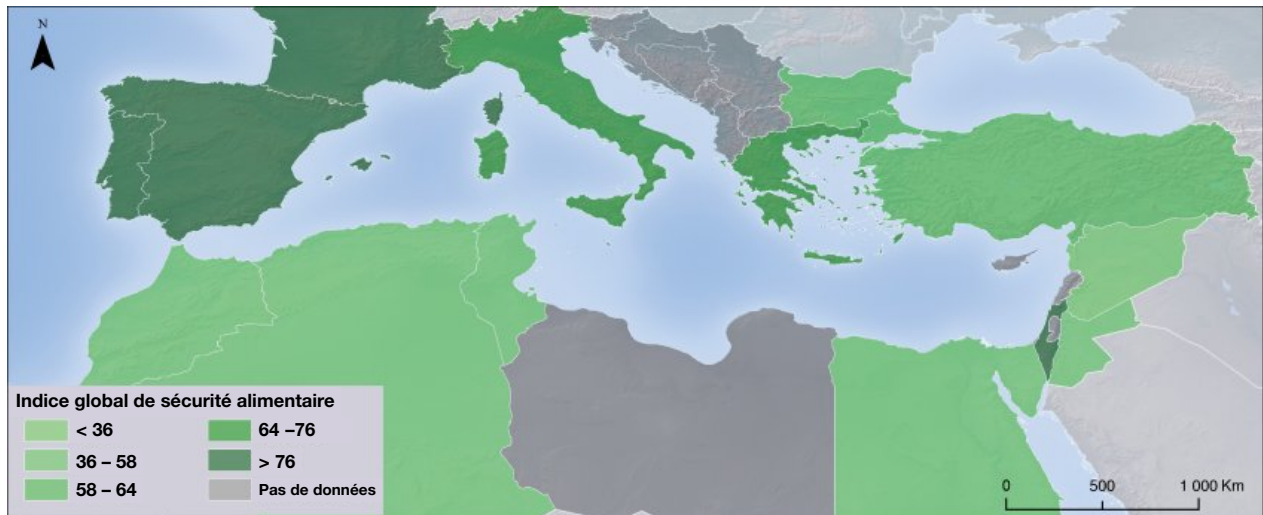 N
Indice global de sécurité alimentaire
< 36
36 – 58
58 – 64
64 –76
> 76
Pas de données
0 500 1 000 Km